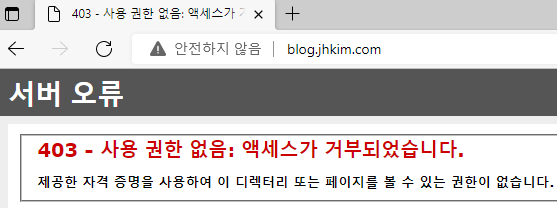 403 - 사용 권한 없음: 액세스가 거
안전하지 않음 blog.jhkim.com
서버 오류
403 - 사용 권한 없음: 액세스가 거부되었습니다.
제공한 자격 증명을 사용하여 이 디렉터리 또는 페이지를 볼 수 있는 권한이 없습니다.